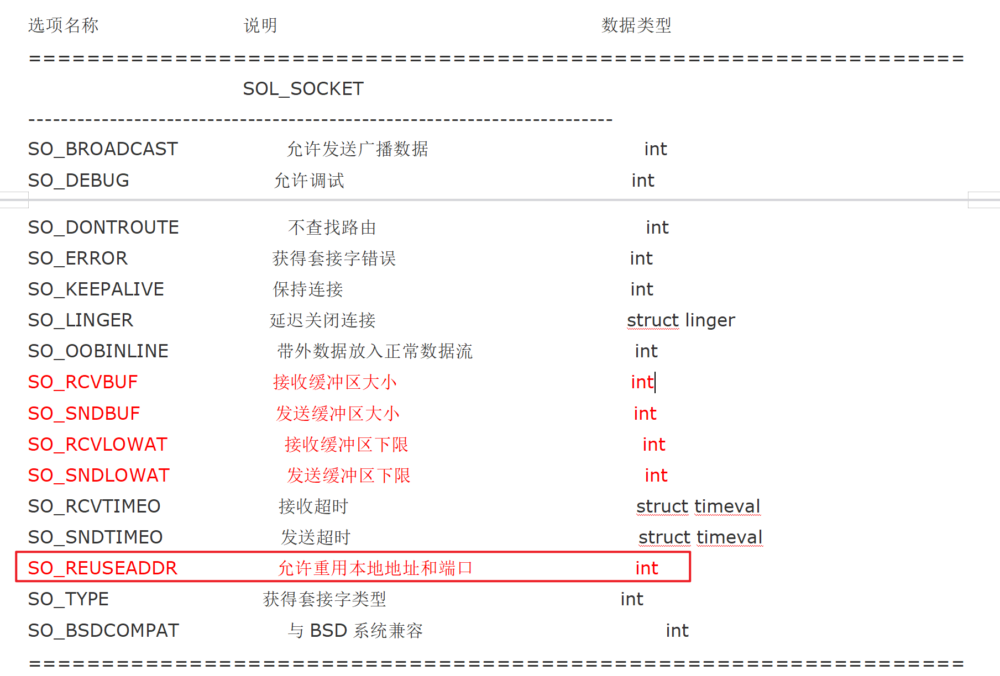 选项名称 说明 数据类型
================================================================
SOL_SOCKET
------------------------------------------------------------------------
SO_BROADCAST 允许发送广播数据 int
SO_DEBUG 允许调试 int
SO_DONTROUTE 不查找路由 int
SO_ERROR 获得套接字错误 int
SO_KEEPALIVE 保持连接 int
SO_LINGER 延迟关闭连接 struct linger
SO_OOBINLINE 带外数据放入正常数据流 int
SO_RCVBUF 接收缓冲区大小 int
SO_SNDBUF 发送缓冲区大小 int
SO_RCVLOWAT 接收缓冲区下限 int
SO_SNDLOWAT 发送缓冲区下限 int
SO_RCVTIMEO 接收超时 struct timeval
SO_SNDTIMEO 发送超时 struct timeval
SO_REUSEADDR 允许重用本地地址和端口 int
SO_TYPE 获得套接字类型 int
SO_BSDCOMPAT 与 BSD 系统兼容 int
================================================================